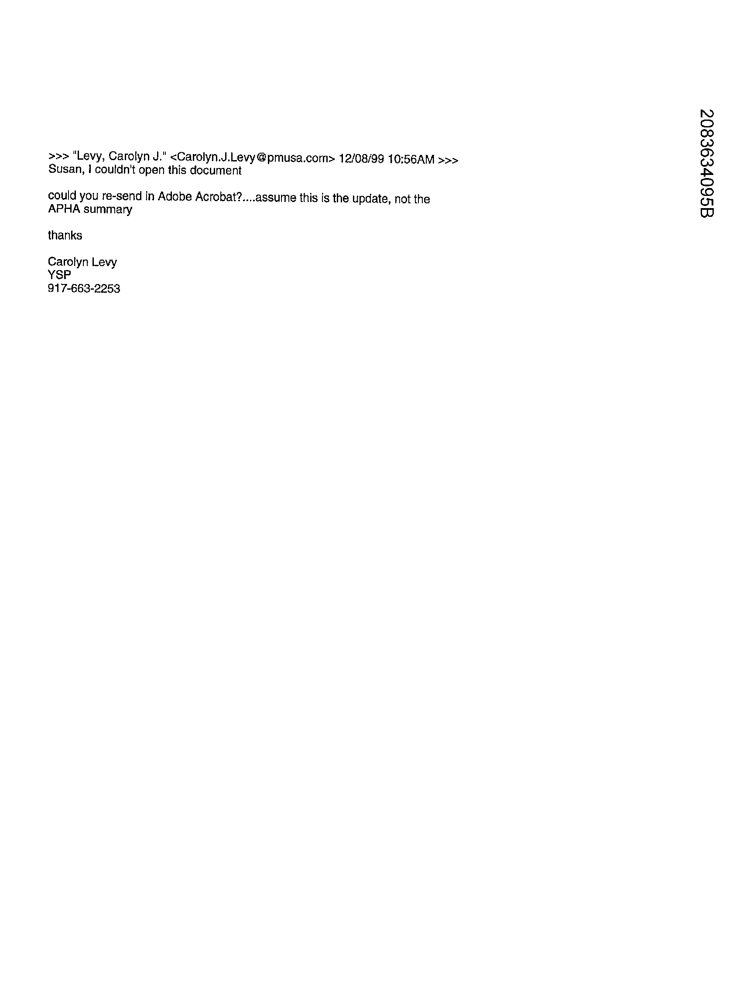 >>> "Levy, Carolyn J." <Carolyn.J.Levy@pmusa.com> 12/08/99 10:56AM >>>
Susan, I couldn't open this document
could you re-send in Adobe Acrobat?....assume this is the update, not the
APHA summary
thanks
Carolyn Levy
YSP
917-663-2253
2083634095B